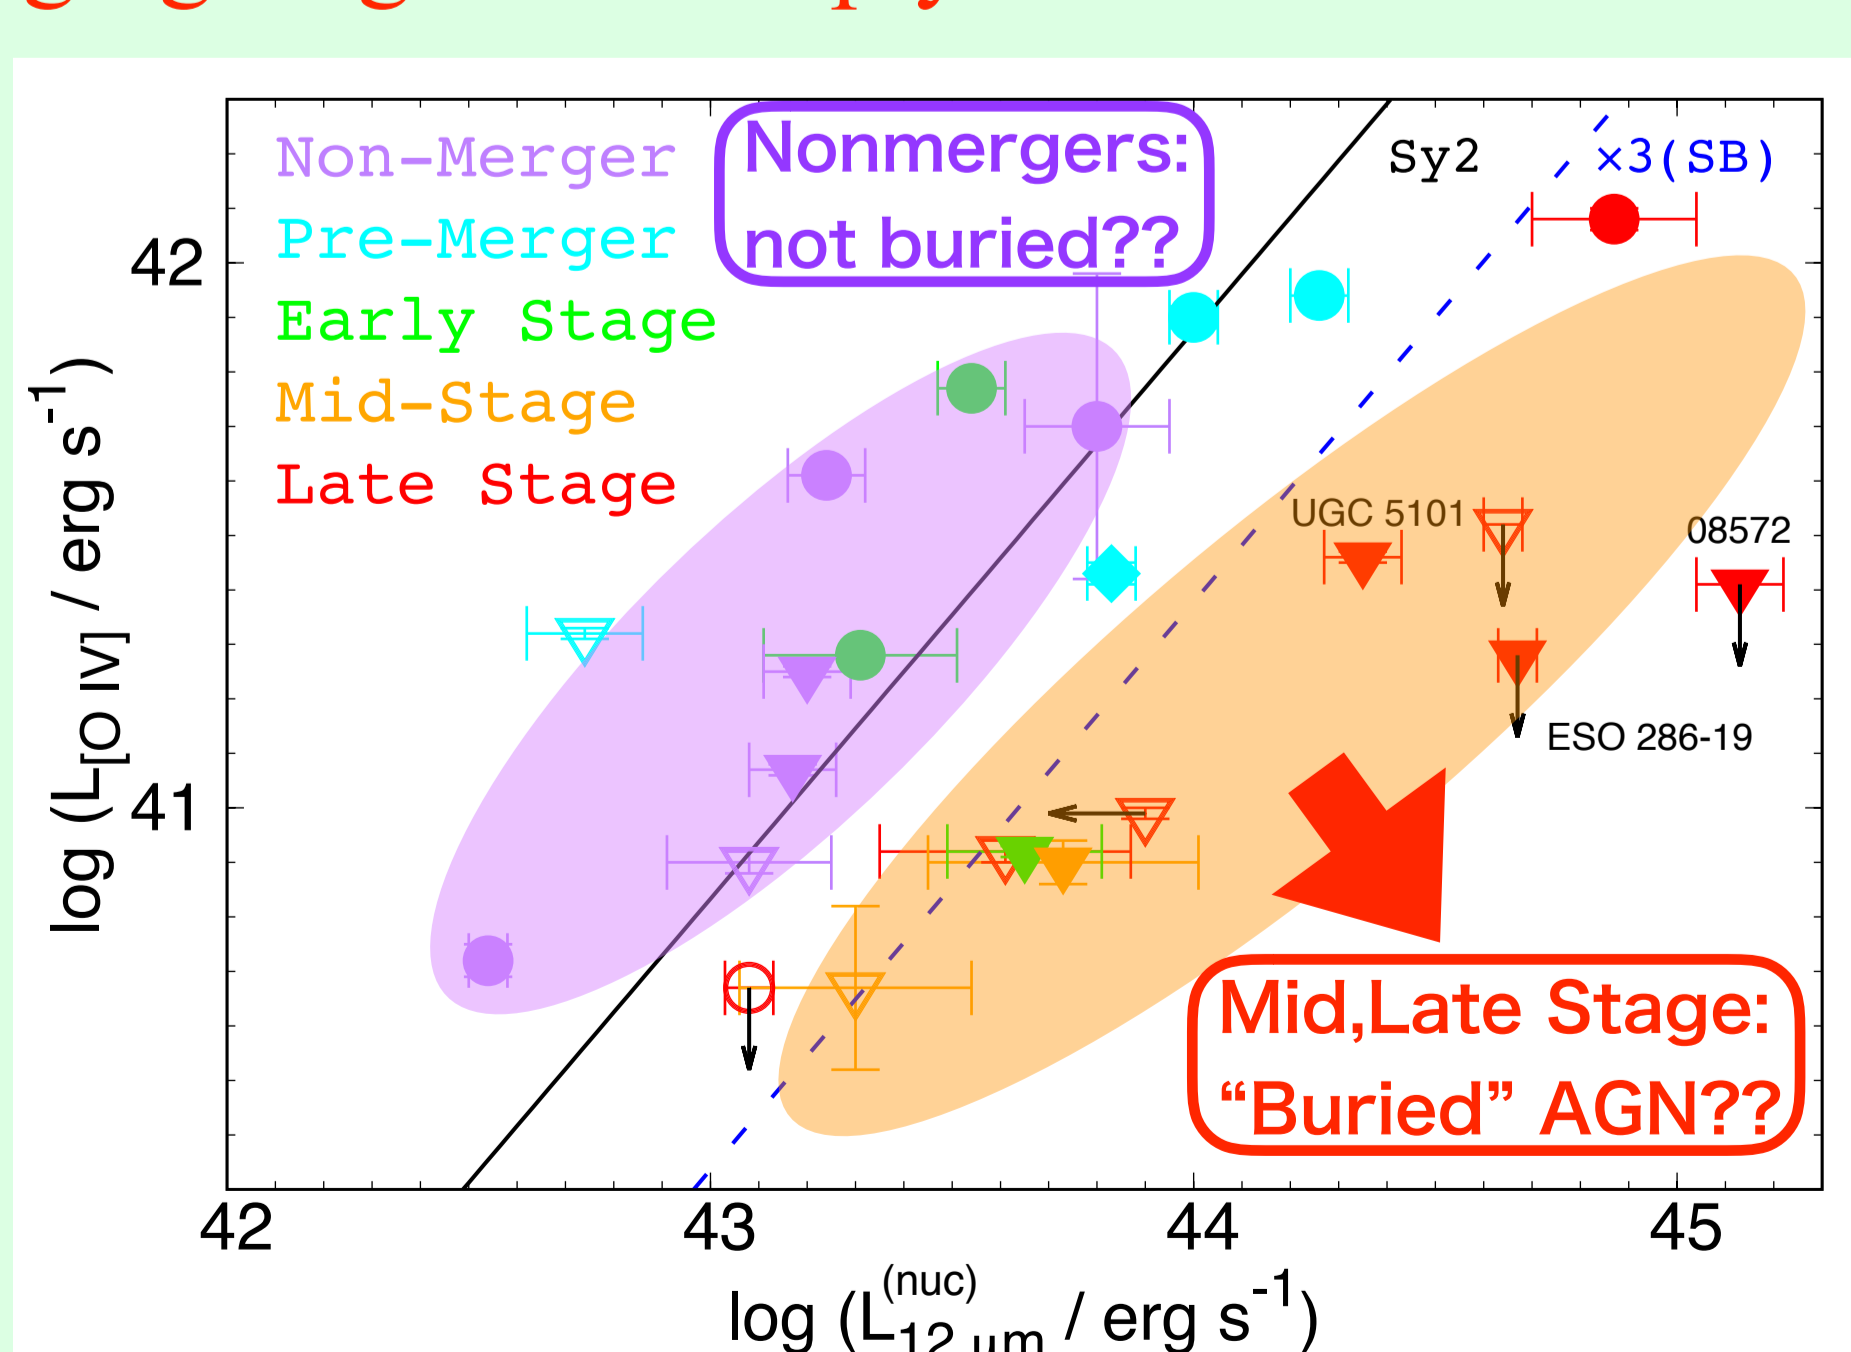 Nonmergers:
not buried??
Non-Merger
Pre-Merger
Early Stage
Mid-Stage
Late Stage
Sy2
×3(SB)
UGC 5101
08572
ESO 286-19
Mid,Late Stage:
“Buried” AGN??
42
41
log (L[O IV] / erg s-1)
42
43
44
45
log (L12 μm(nuc) / erg s-1)